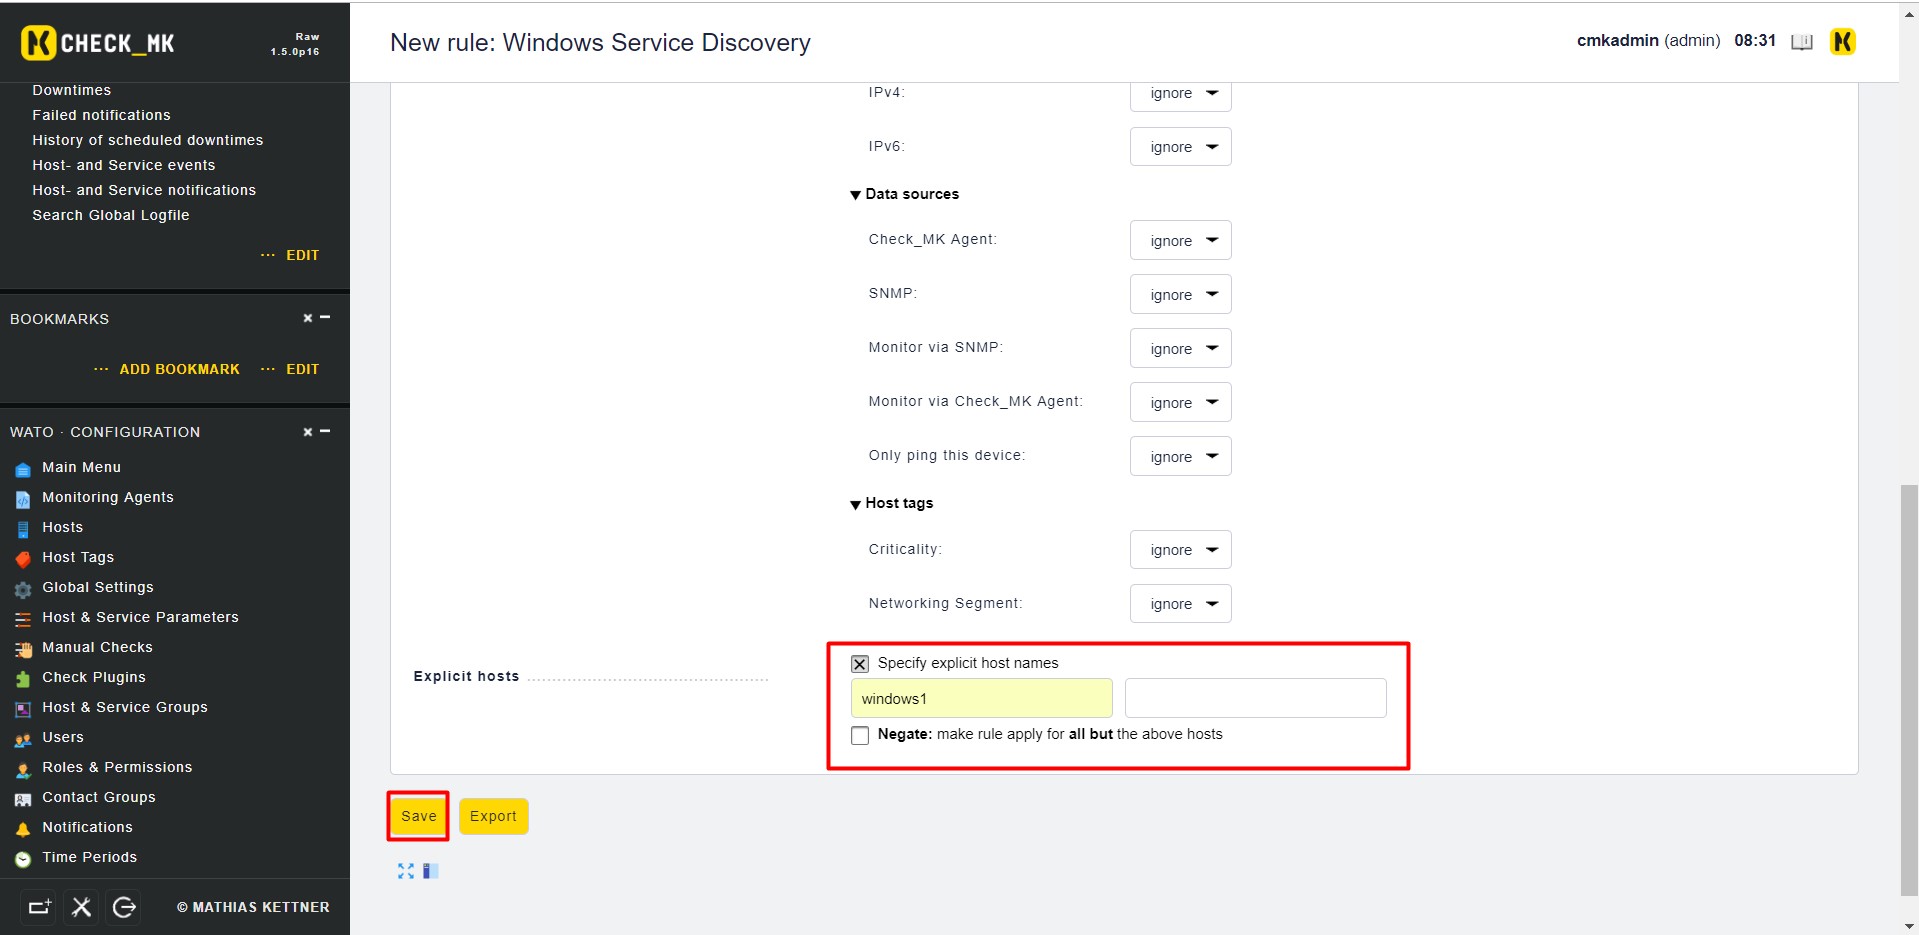 CHECK_MK
Raw
1.5.0p16
New rule: Windows Service Discovery
cmkadmin (admin) 08:31
Downtimes
Failed notifications
History of scheduled downtimes
Host- and Service events
Host- and Service notifications
Search Global Logfile
··· EDIT
BOOKMARKS
··· ADD BOOKMARK ··· EDIT
WATO · CONFIGURATION
Main Menu
Monitoring Agents
Hosts
Host Tags
Global Settings
Host & Service Parameters
Manual Checks
Check Plugins
Host & Service Groups
Users
Roles & Permissions
Contact Groups
Notifications
Time Periods
© MATHIAS KETTNER
IPv4: ignore
IPv6: ignore
Data sources
Check_MK Agent: ignore
SNMP: ignore
Monitor via SNMP: ignore
Monitor via Check_MK Agent: ignore
Only ping this device: ignore
Host tags
Criticality: ignore
Networking Segment: ignore
Explicit hosts
Specify explicit host names
windows1
Negate: make rule apply for all but the above hosts
Save Export